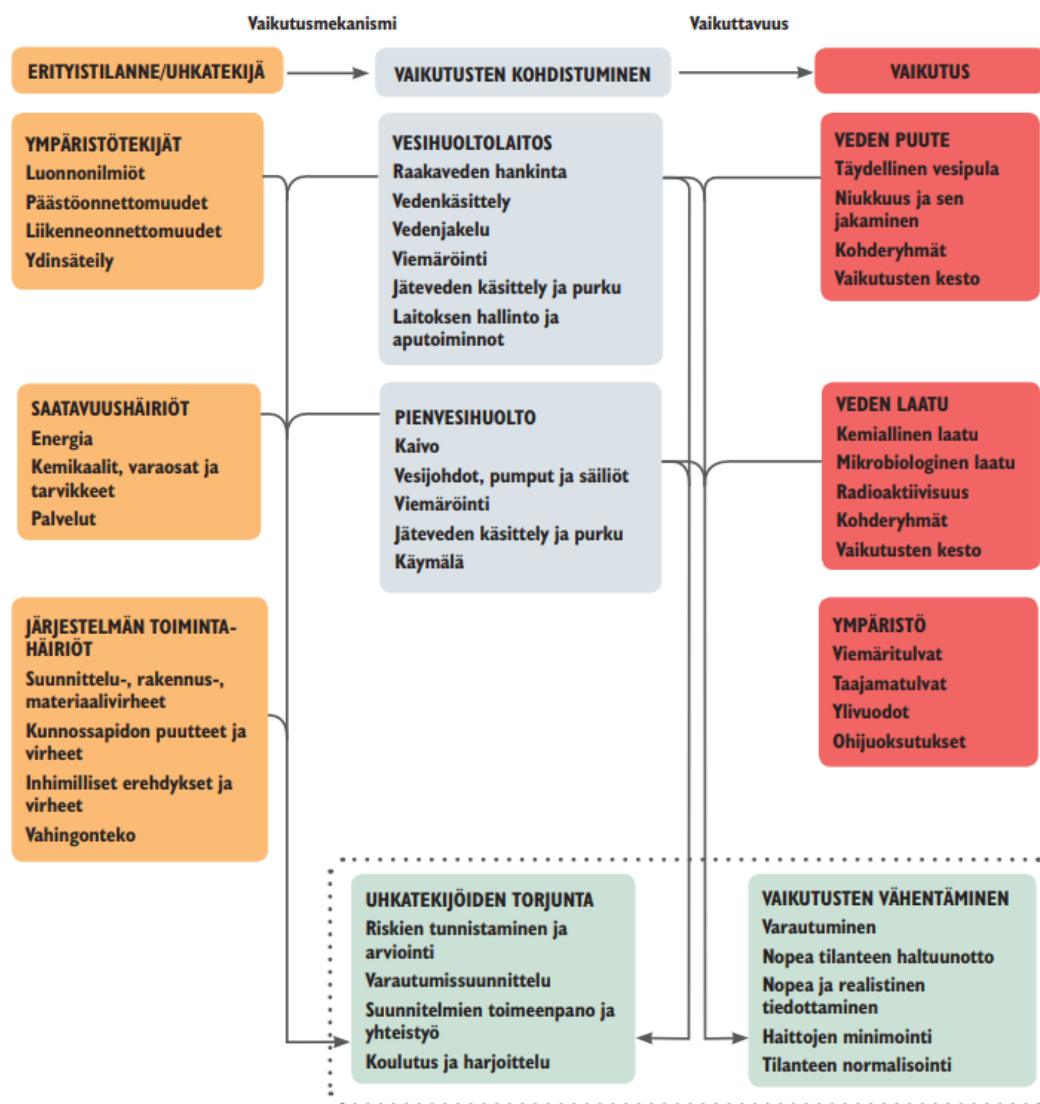 Vaikutusmekanismi
Vaikuttavuus
ERITYISTILANNE/UHKATEKIJÄ
VAIKUTUSTEN KOHDISTUMINEN
VAIKUTUS
YMPÄRISTÖTEKIJÄT
Luonnonilmiöt
Päästöonnettomuudet
Liikenneonnettomuudet
Ydinsäteily
VESIHUOLTOLAITOS
Raakaveden hankinta
Vedenkäsittely
Vedenjakelu
Viemäröinti
Jäteveden käsittely ja purku
Laitoksen hallinto ja
aputoiminnot
VEDEN PUUTE
Täydellinen vesipula
Niukkuus ja sen
jakaminen
Kohderyhmät
Vaikutusten kesto
SAATAVUUSHÄIRIÖT
Energia
Kemikaalit, varaosat ja
tarvikkeet
Palvelut
PIENVESIHUOLTO
Kaivo
Vesijohdot, pumput ja säiliöt
Viemäröinti
Jäteveden käsittely ja purku
Käymälä
VEDEN LAATU
Kemiallinen laatu
Mikrobiologinen laatu
Radioaktiivisuus
Kohderyhmät
Vaikutusten kesto
JÄRJESTELMÄN TOIMINTA-
HÄIRIÖT
Suunnittelu-, rakennus-,
materiaalivirheet
Kunnossapidon puutteet ja
virheet
Inhimilliset erehdykset ja
virheet
Vahingonteko
YMPÄRISTÖ
Viemäritulvat
Taajamatulvat
Ylivuodot
Ohijuoksutukset
UHKATEKIJÖIDEN TORJUNTA
Riskien tunnistaminen ja
arviointi
Varautumissuunnittelu
Suunnitelmien toimeenpano ja
yhteistyö
Koulutus ja harjoittelu
VAIKUTUSTEN VÄHENTÄMINEN
Varautuminen
Nopea tilanteen haltuunotto
Nopea ja realistinen
tiedottaminen
Haittojen minimointi
Tilanteen normalisointi